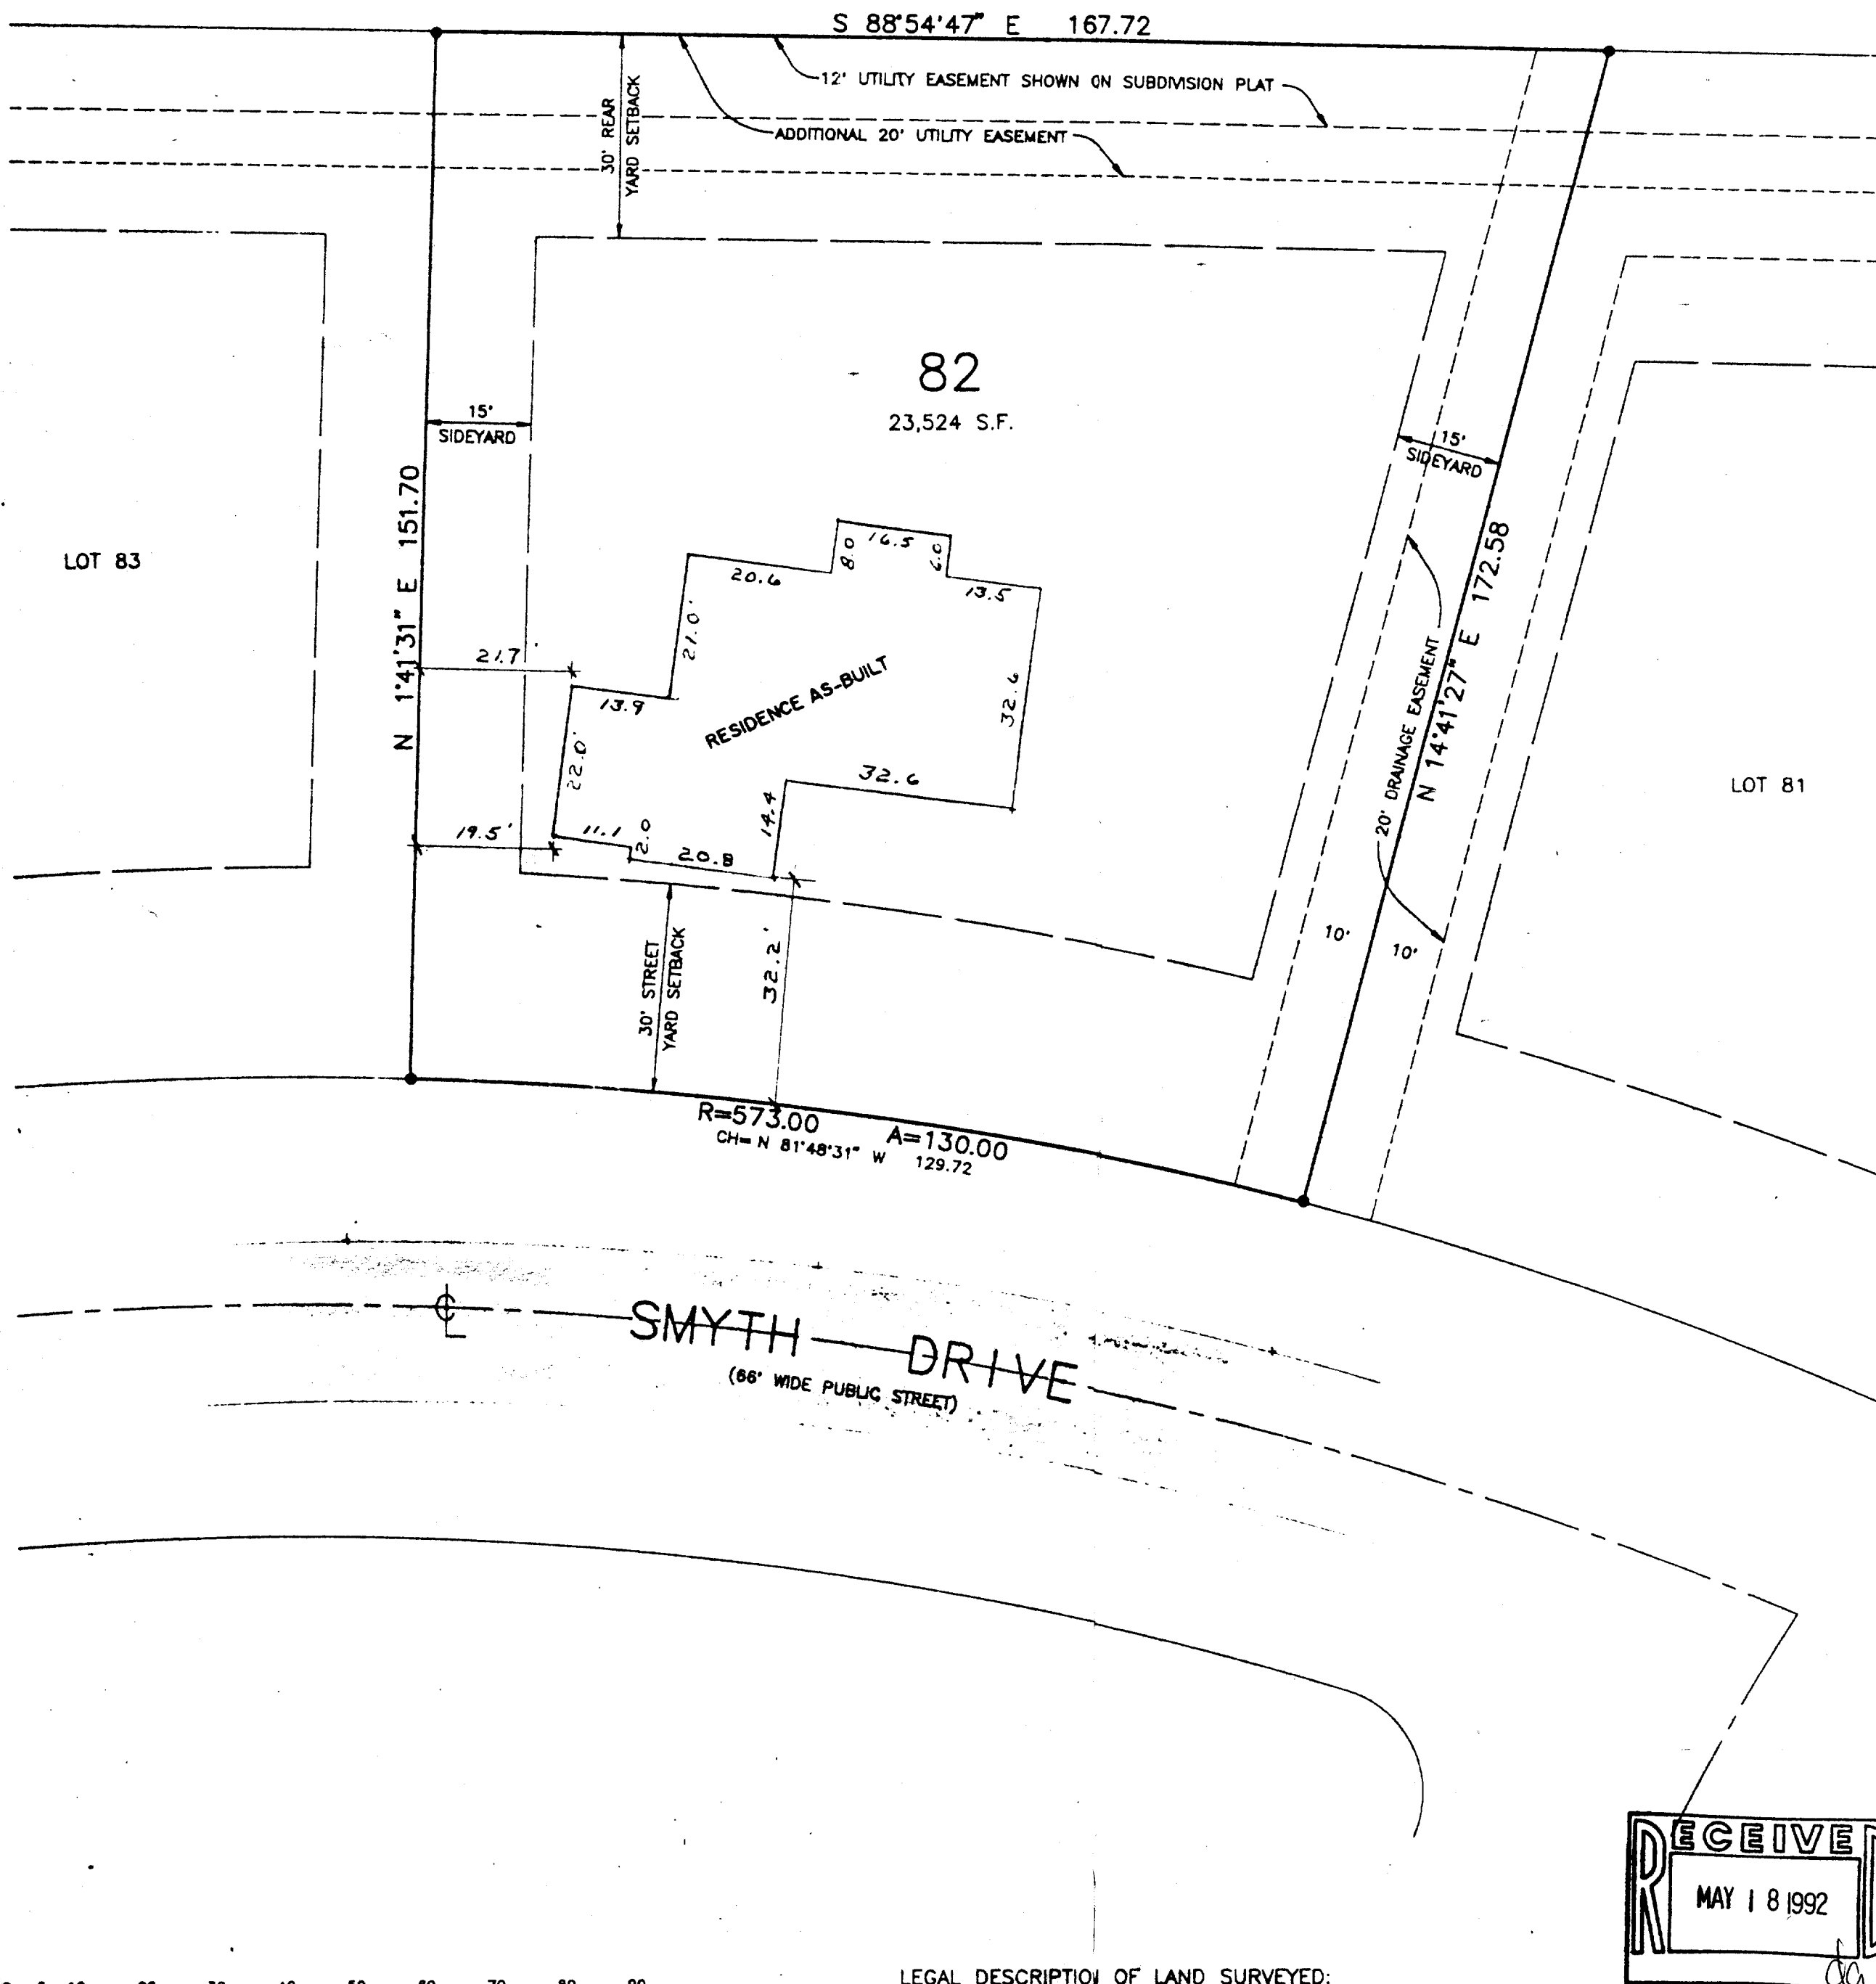 S 88°54'47" E 167.72
12' UTILITY EASEMENT SHOWN ON SUBDIVISION PLAT
ADDITIONAL 20' UTILITY EASEMENT
30' REAR
YARD SETBACK
82
23,524 S.F.
15'
SIDEYARD
15'
SIDEYARD
N 1°41'31" E 151.70
LOT 83
8.0
16.5
6.0
20.6
13.5
21.0'
21.7'
13.9
RESIDENCE AS-BUILT
32.6
22.0'
32.6
14.4
19.5'
11.1
2.0
20.8
20' DRAINAGE EASEMENT
N 14°41'27" E 172.58
LOT 81
10'
10'
30' STREET
YARD SETBACK
32.2'
R=573.00 A=130.00
CH= N 81°48'31" W 129.72
SMYTH DRIVE
(66' WIDE PUBLIC STREET)
RECEIVED
MAY 18 1992
LEGAL DESCRIPTION OF LAND SURVEYED: